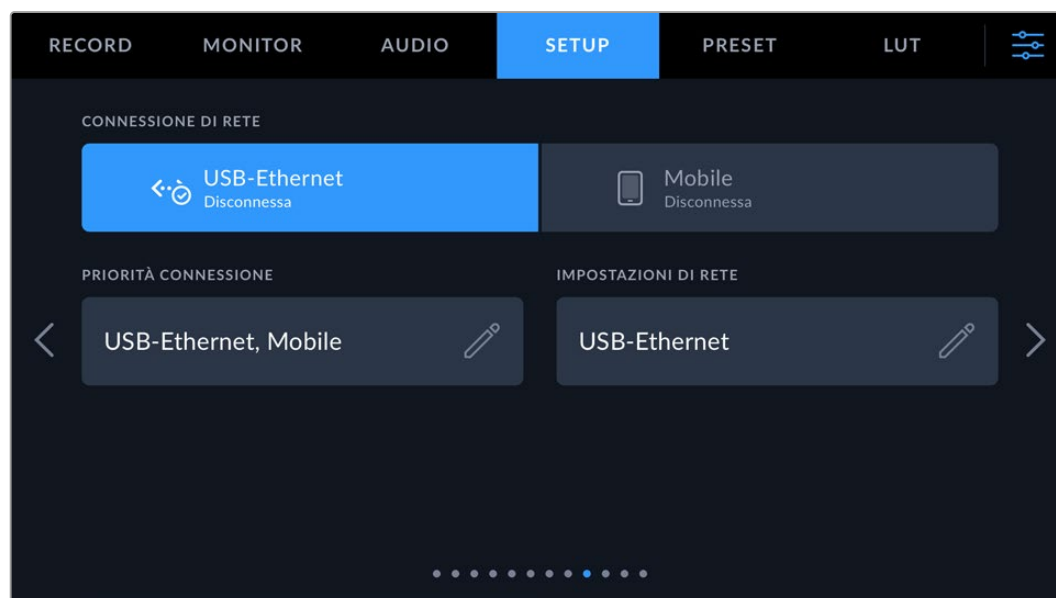 RECORD MONITOR AUDIO SETUP PRESET LUT
CONNESSIONE DI RETE
USB-Ethernet
Disconnessa
Mobile
Disconnessa
PRIORITÀ CONNESSIONE
USB-Ethernet, Mobile
IMPOSTAZIONI DI RETE
USB-Ethernet